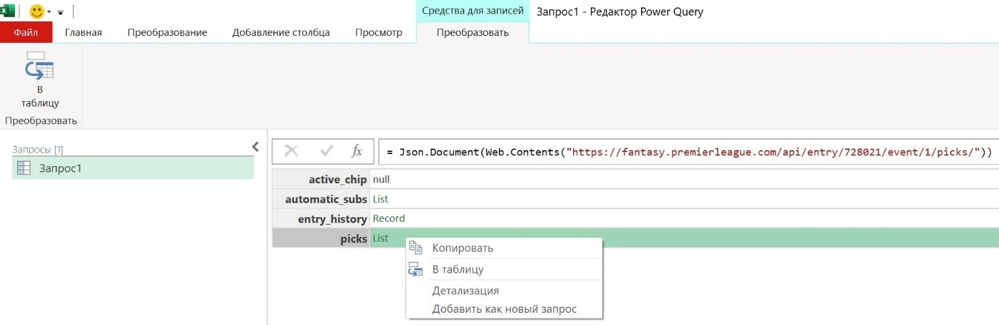 Средства для записей
Запрос1 - Редактор Power Query
Файл
Главная
Преобразование
Добавление столбца
Просмотр
Преобразовать
В
таблицу
Преобразовать
Запросы [1]
Запрос1
fx
= Json.Document(Web.Contents("https://fantasy.premierleague.com/api/entry/728021/event/1/picks/"))
active_chip null
automatic_subs List
entry_history Record
picks List
Копировать
В таблицу
Детализация
Добавить как новый запрос